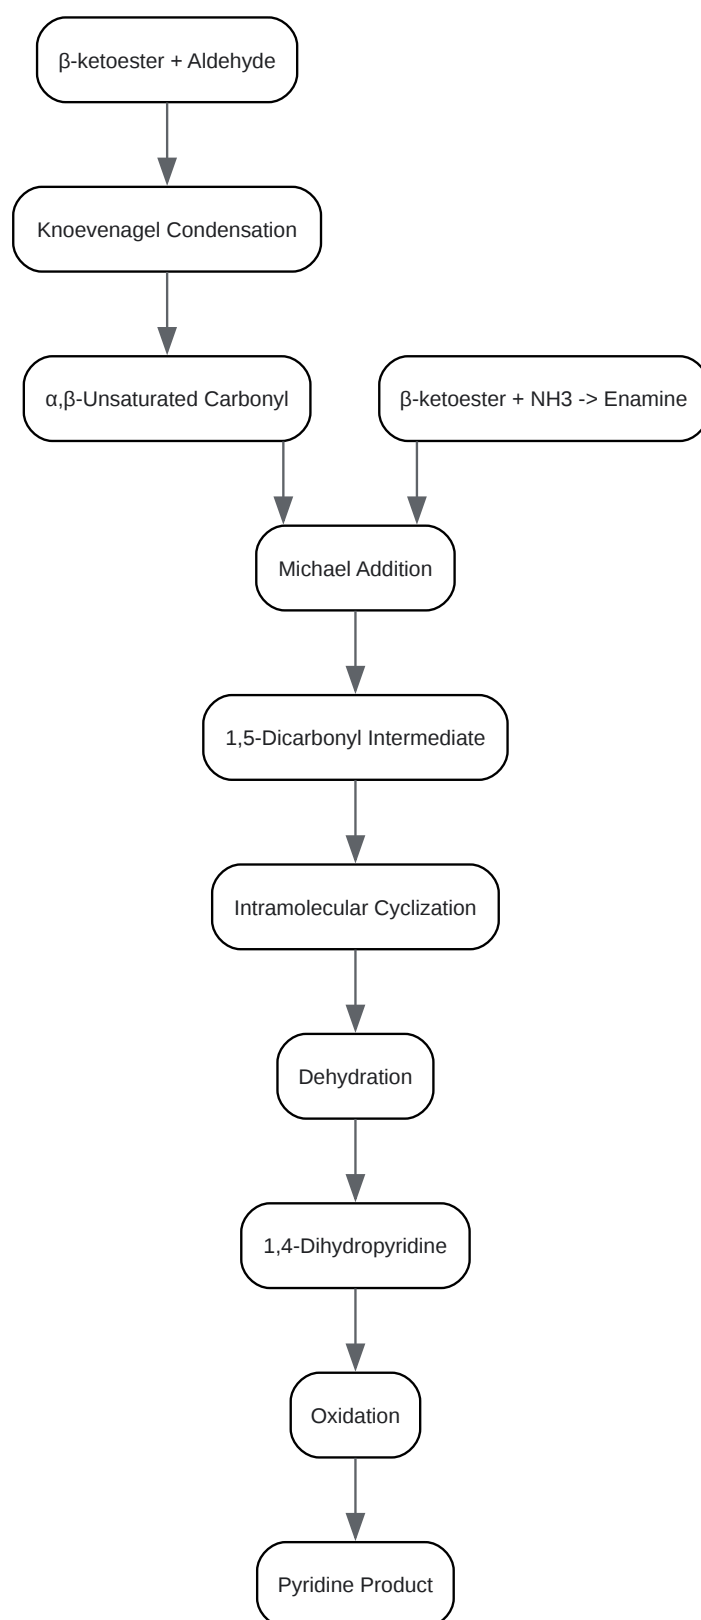 β-ketoester + Aldehyde
Knoevenagel Condensation
α,β-Unsaturated Carbonyl
β-ketoester + NH3 -> Enamine
Michael Addition
1,5-Dicarbonyl Intermediate
Intramolecular Cyclization
Dehydration
1,4-Dihydropyridine
Oxidation
Pyridine Product